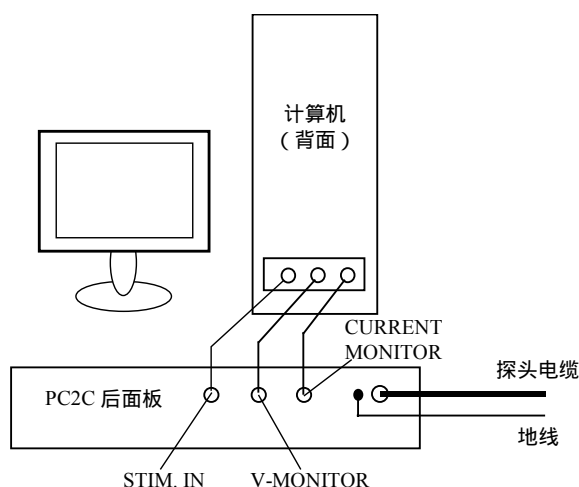 计算机
（背面）
CURRENT
MONITOR
探头电缆
PC2C 后面板
地线
STIM. IN
V-MONITOR